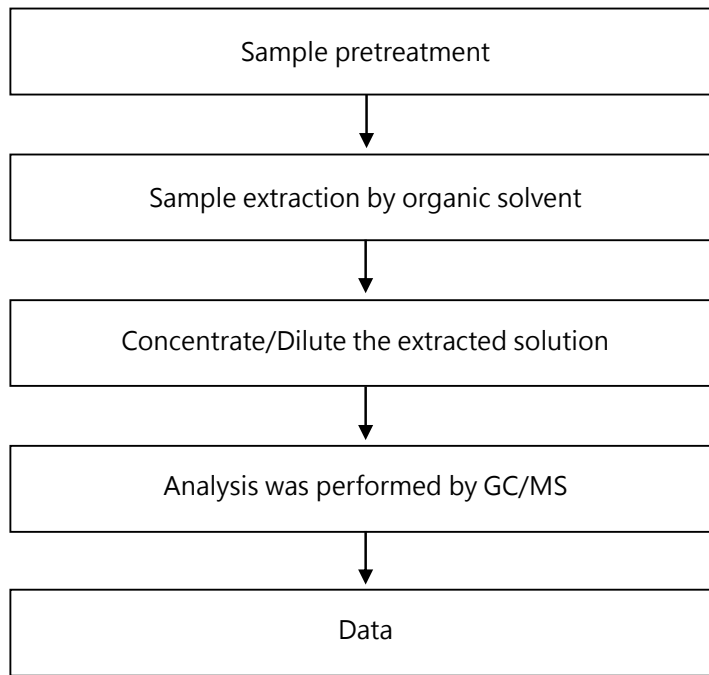 Sample pretreatment
Sample extraction by organic solvent
Concentrate/Dilute the extracted solution
Analysis was performed by GC/MS
Data